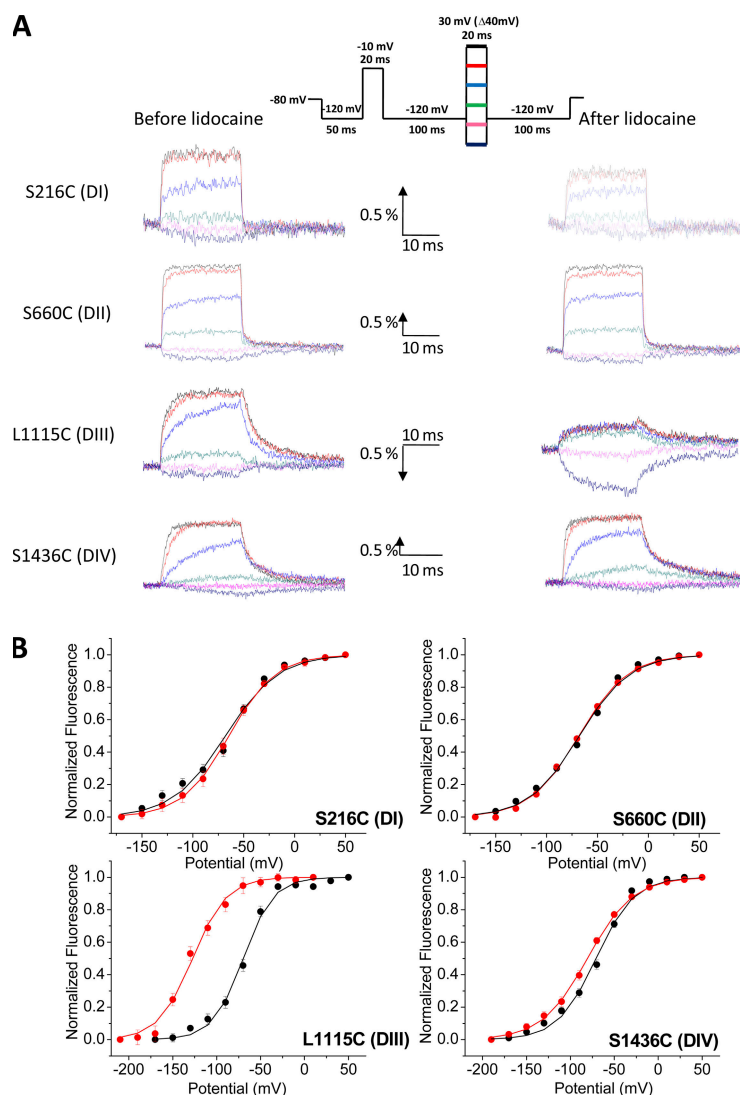 A
30 mV (Δ40mV)
20 ms
-10 mV
20 ms
-80 mV
-120 mV
50 ms
-120 mV
100 ms
-120 mV
100 ms
Before lidocaine
After lidocaine
S216C (DI)
0.5 %
10 ms
S660C (DII)
0.5 %
10 ms
L1115C (DIII)
10 ms
0.5 %
S1436C (DIV)
0.5 %
10 ms
B
Normalized Fluorescence
1.0
0.8
0.6
0.4
0.2
0.0
S216C (DI)
-150 -100 -50 0 50
Potential (mV)
Normalized Fluorescence
1.0
0.8
0.6
0.4
0.2
0.0
S660C (DII)
-150 -100 -50 0 50
Potential (mV)
Normalized Fluorescence
1.0
0.8
0.6
0.4
0.2
0.0
L1115C (DIII)
-200 -150 -100 -50 0 50
Potential (mV)
Normalized Fluorescence
1.0
0.8
0.6
0.4
0.2
0.0
S1436C (DIV)
-200 -150 -100 -50 0 50
Potential (mV)